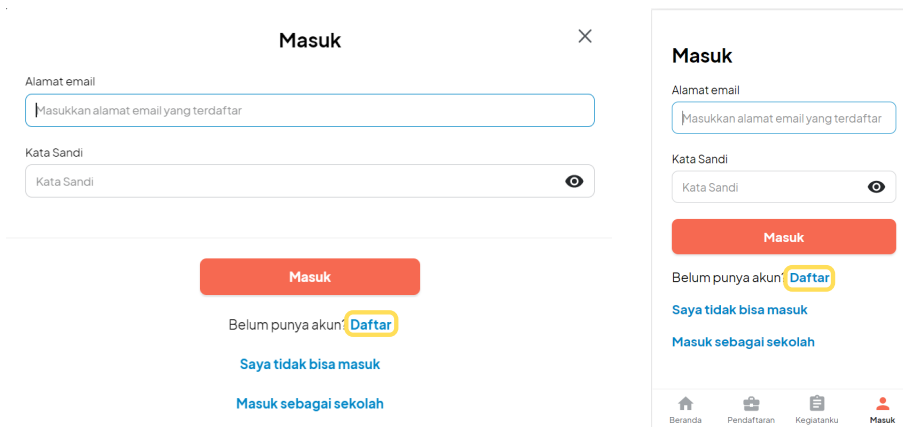 Masuk
Alamat email
Masukkan alamat email yang terdaftar
Kata Sandi
Kata Sandi
Masuk
Belum punya akun? Daftar
Saya tidak bisa masuk
Masuk sebagai sekolah
Masuk
Alamat email
Masukkan alamat email yang terdaftar
Kata Sandi
Kata Sandi
Masuk
Belum punya akun? Daftar
Saya tidak bisa masuk
Masuk sebagai sekolah
Beranda Pendaftaran Kegiatanku Masuk